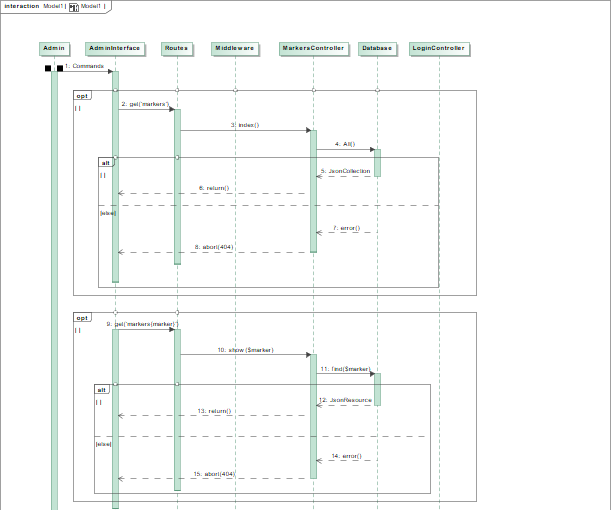 interaction Model1 [ Model1 ]
Admin AdminInterface Routes Middleware MarkersController Database LoginController
1: Commands
opt
[ ]
2: get('markers')
3: index()
4: All()
alt
[ ]
5: JsonCollection
6: return()
[else]
7: error()
8: abort(404)
opt
[ ]
9: get('markers{marker}')
10: show($marker)
11: find($marker)
alt
[ ]
12: JsonResource
13: return()
[else]
14: error()
15: abort(404)